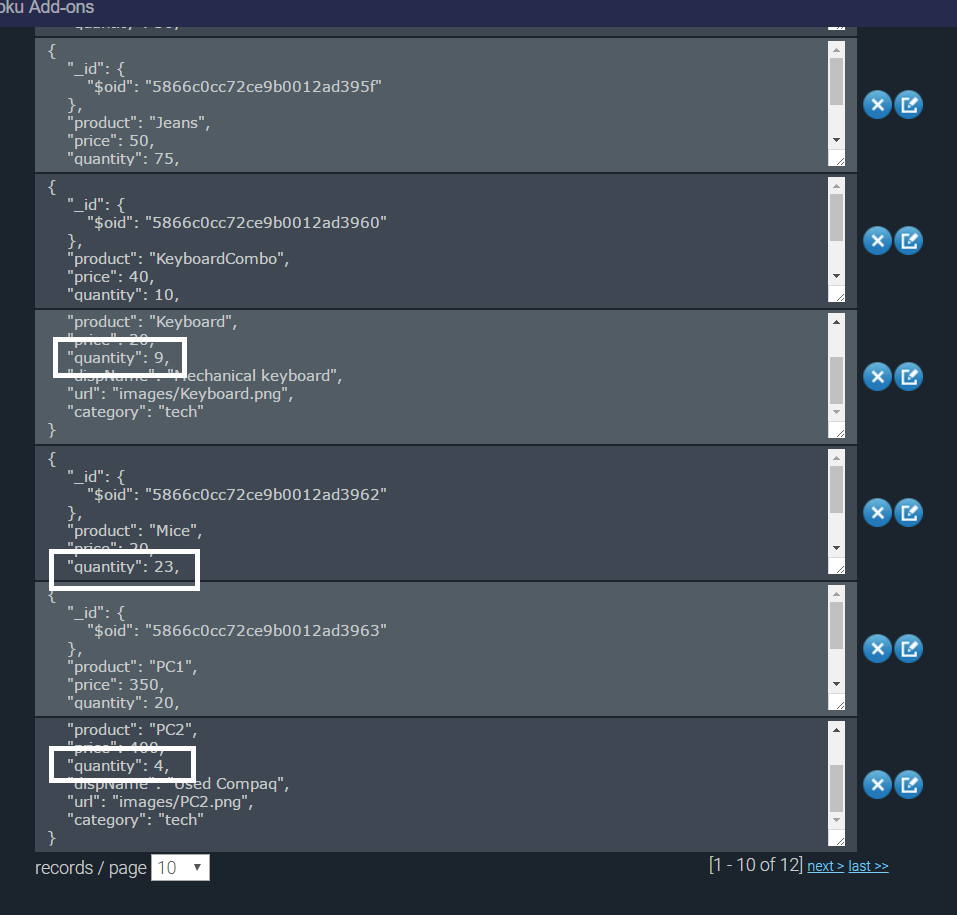 oku Add-ons
{
"_id": {
"$oid": "5866c0cc72ce9b0012ad395f"
},
"product": "Jeans",
"price": 50,
"quantity": 75,
{
"_id": {
"$oid": "5866c0cc72ce9b0012ad3960"
},
"product": "KeyboardCombo",
"price": 40,
"quantity": 10,
"product": "Keyboard",
"price": 20,
"quantity": 9,
"dispName": "Mechanical keyboard",
"url": "images/Keyboard.png",
"category": "tech"
}
{
"_id": {
"$oid": "5866c0cc72ce9b0012ad3962"
},
"product": "Mice",
"price": 20,
"quantity": 23,
{
"_id": {
"$oid": "5866c0cc72ce9b0012ad3963"
},
"product": "PC1",
"price": 350,
"quantity": 20,
"product": "PC2",
"price": 400,
"quantity": 4,
"dispName": "Used Compaq",
"url": "images/PC2.png",
"category": "tech"
}
records / page 10
[1 - 10 of 12] next > last >>